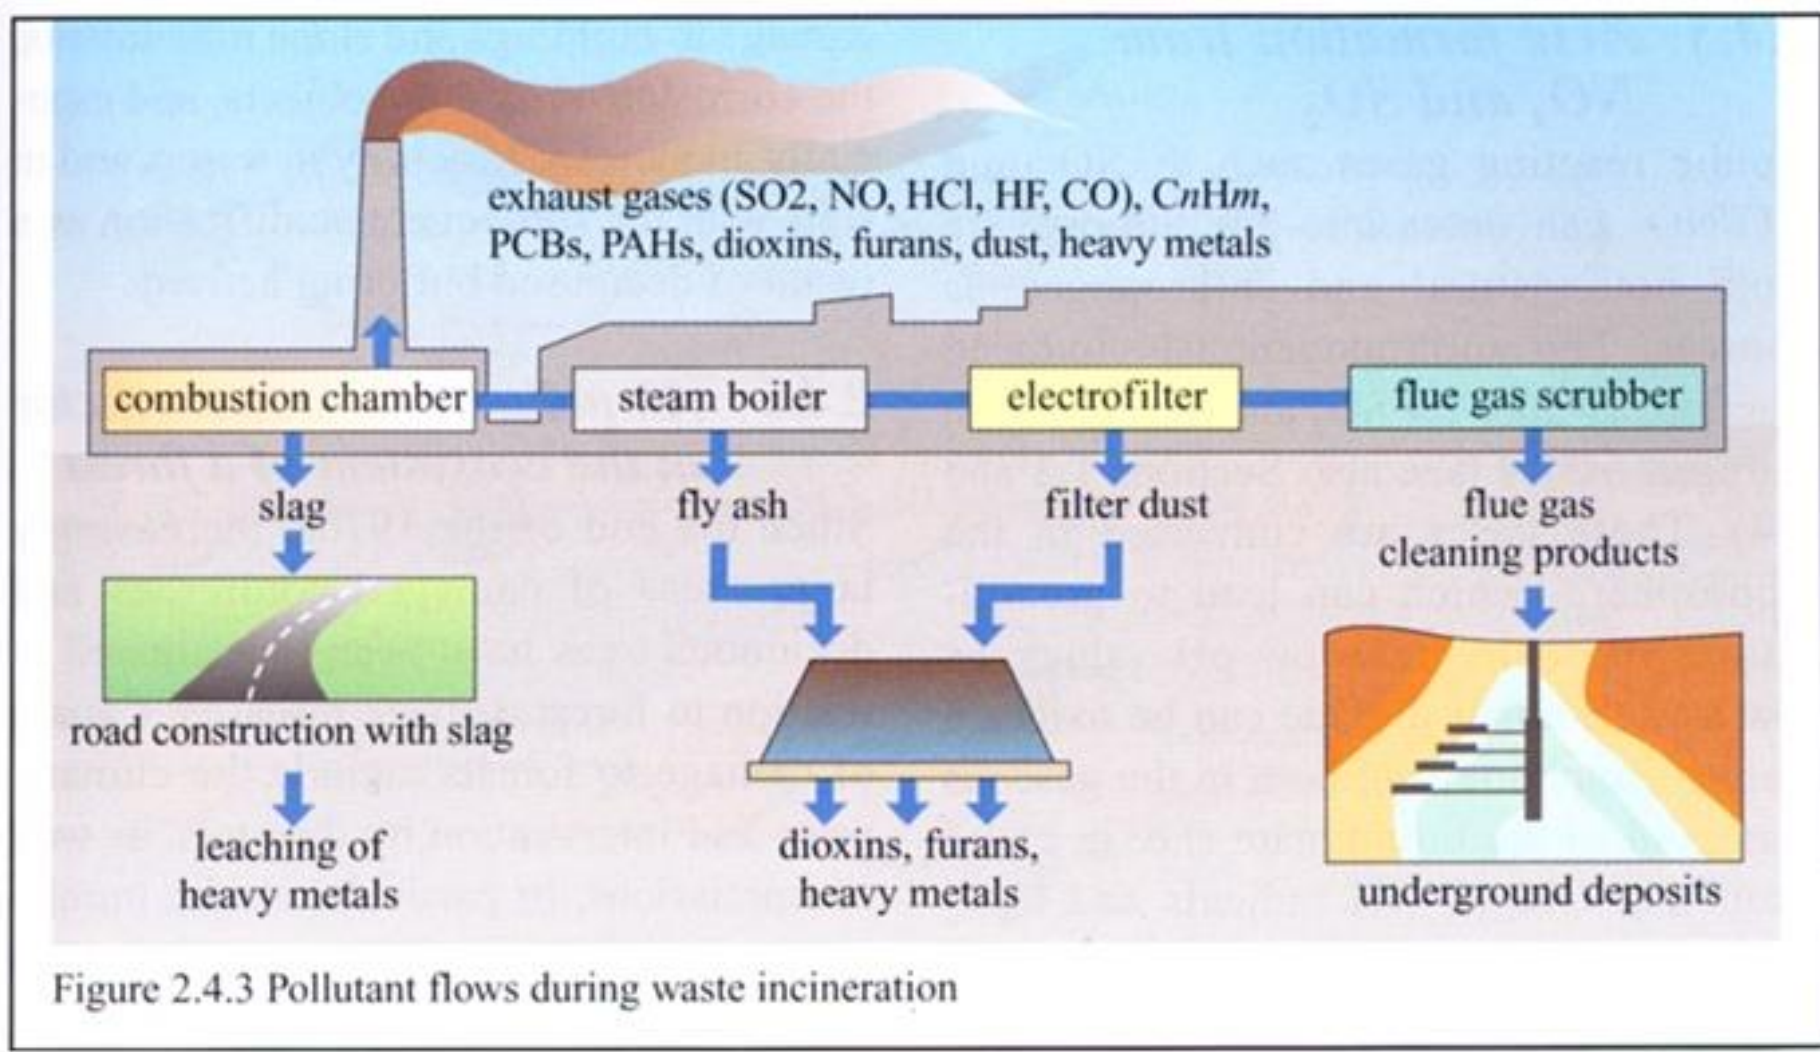 exhaust gases (SO2, NO, HCl, HF, CO), CnHm,
PCBs, PAHs, dioxins, furans, dust, heavy metals
combustion chamber
steam boiler
electrofilter
flue gas scrubber
slag
fly ash
filter dust
flue gas
cleaning products
road construction with slag
leaching of
heavy metals
dioxins, furans,
heavy metals
underground deposits
Figure 2.4.3 Pollutant flows during waste incineration